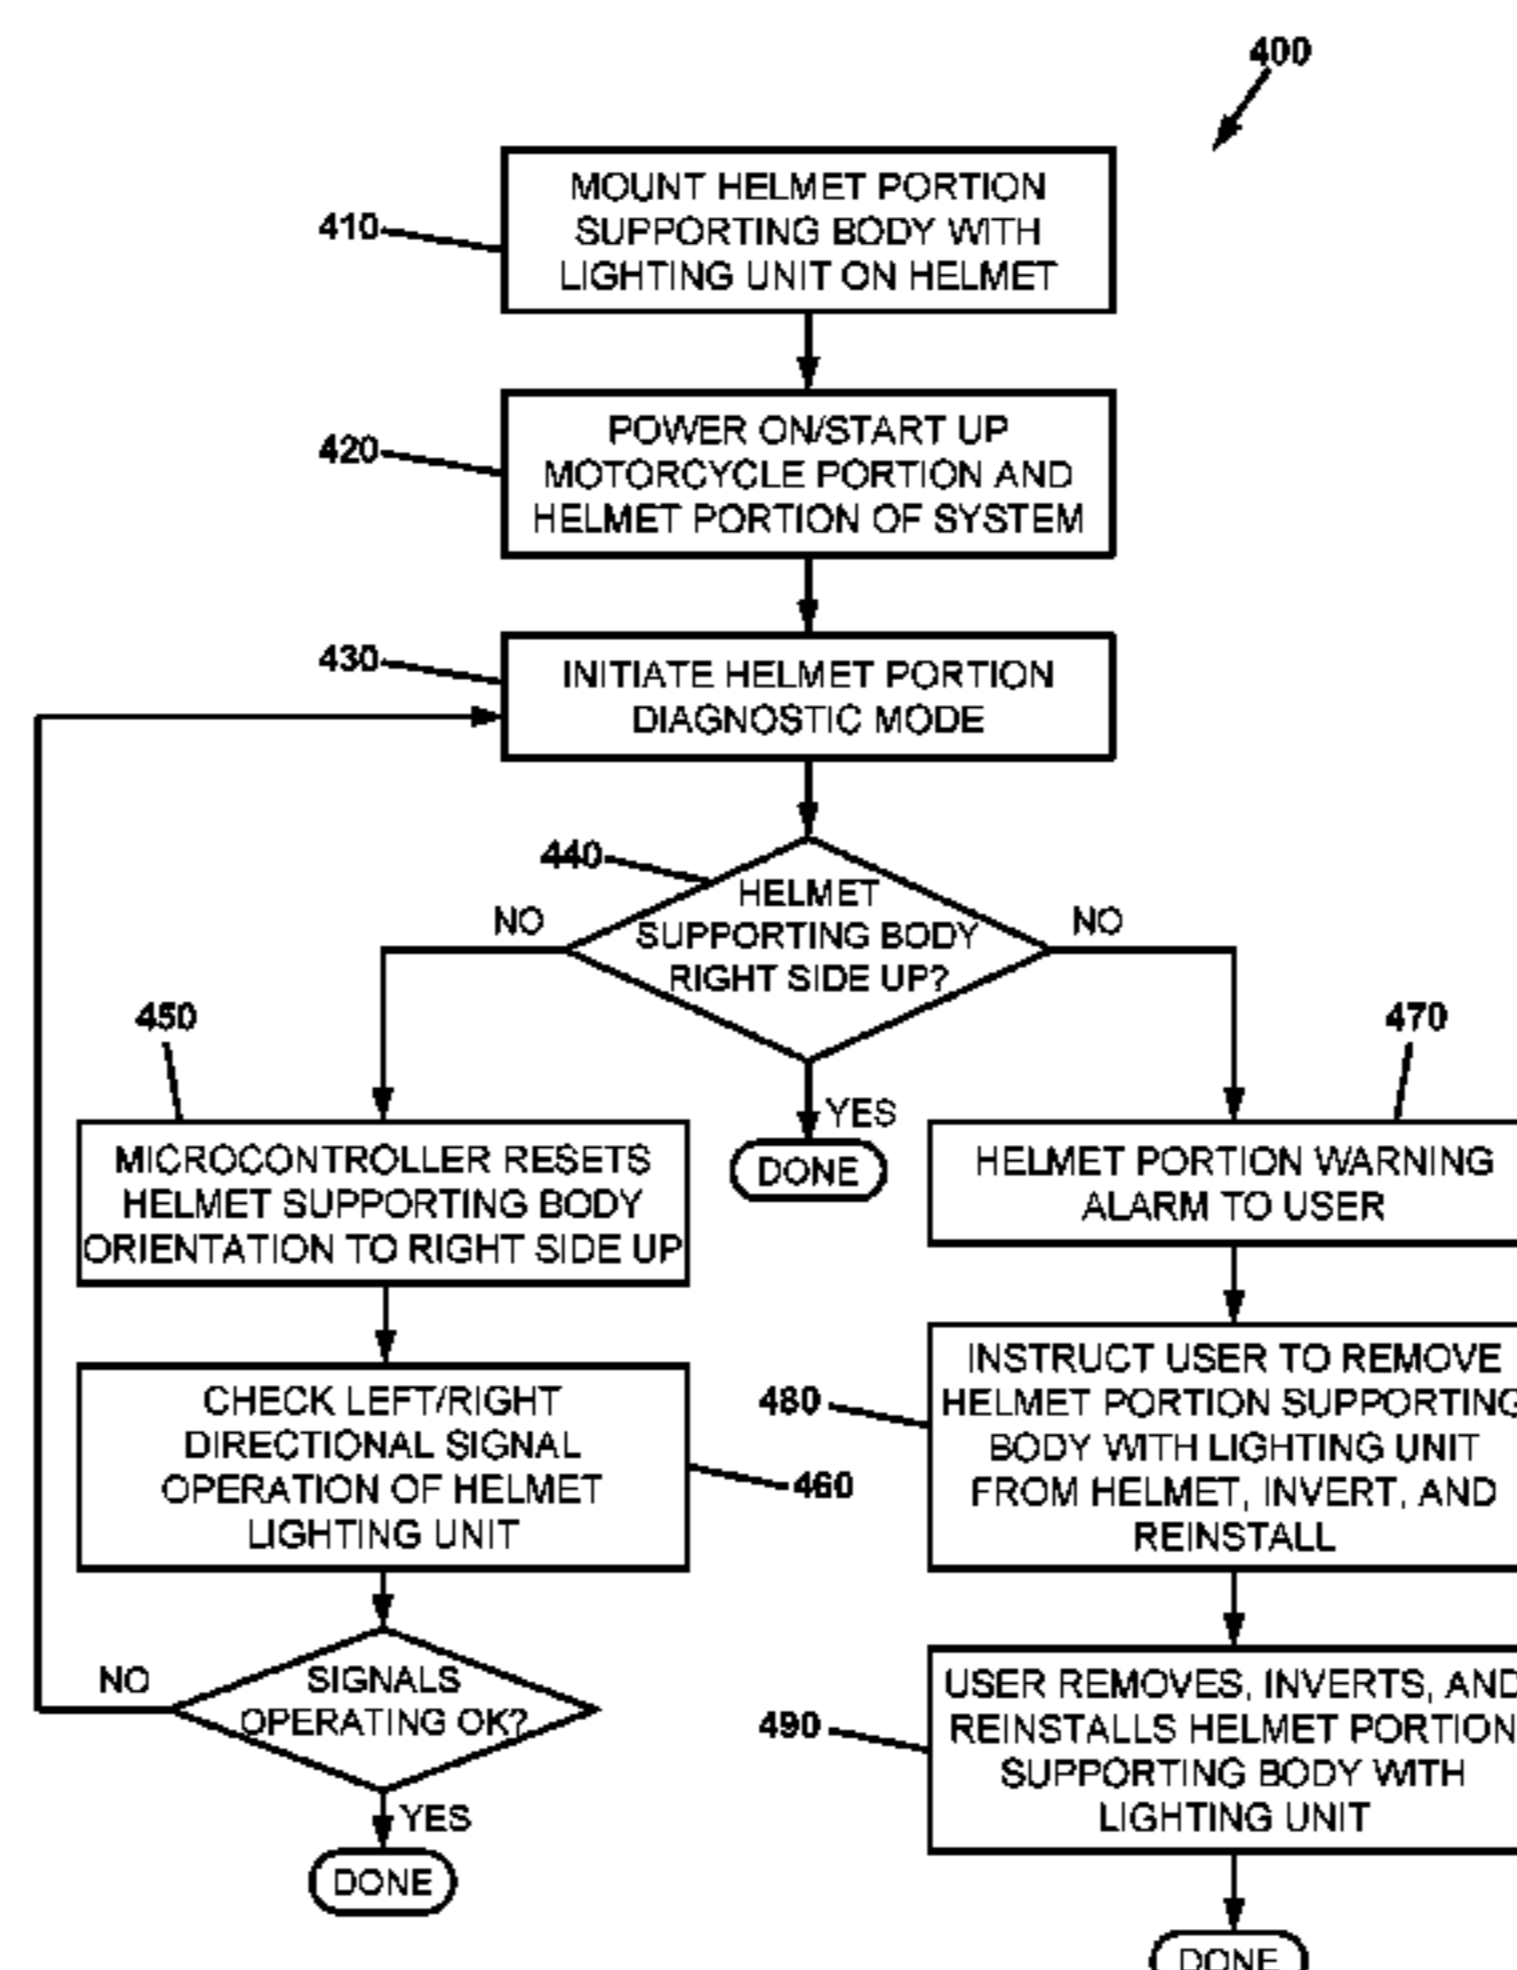 400
410
MOUNT HELMET PORTION
SUPPORTING BODY WITH
LIGHTING UNIT ON HELMET
420
POWER ON/START UP
MOTORCYCLE PORTION AND
HELMET PORTION OF SYSTEM
430
INITIATE HELMET PORTION
DIAGNOSTIC MODE
440
HELMET
SUPPORTING BODY
RIGHT SIDE UP?
NO
NO
YES
DONE
450
MICROCONTROLLER RESETS
HELMET SUPPORTING BODY
ORIENTATION TO RIGHT SIDE UP
460
CHECK LEFT/RIGHT
DIRECTIONAL SIGNAL
OPERATION OF HELMET
LIGHTING UNIT
SIGNALS
OPERATING OK?
NO
YES
DONE
470
HELMET PORTION WARNING
ALARM TO USER
480
INSTRUCT USER TO REMOVE
HELMET PORTION SUPPORTING
BODY WITH LIGHTING UNIT
FROM HELMET, INVERT, AND
REINSTALL
490
USER REMOVES, INVERTS, AND
REINSTALLS HELMET PORTION
SUPPORTING BODY WITH
LIGHTING UNIT
DONE